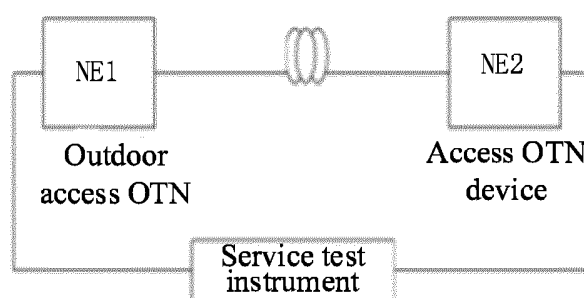 NE1
NE2
Outdoor
access OTN
Access OTN
device
Service test
instrument